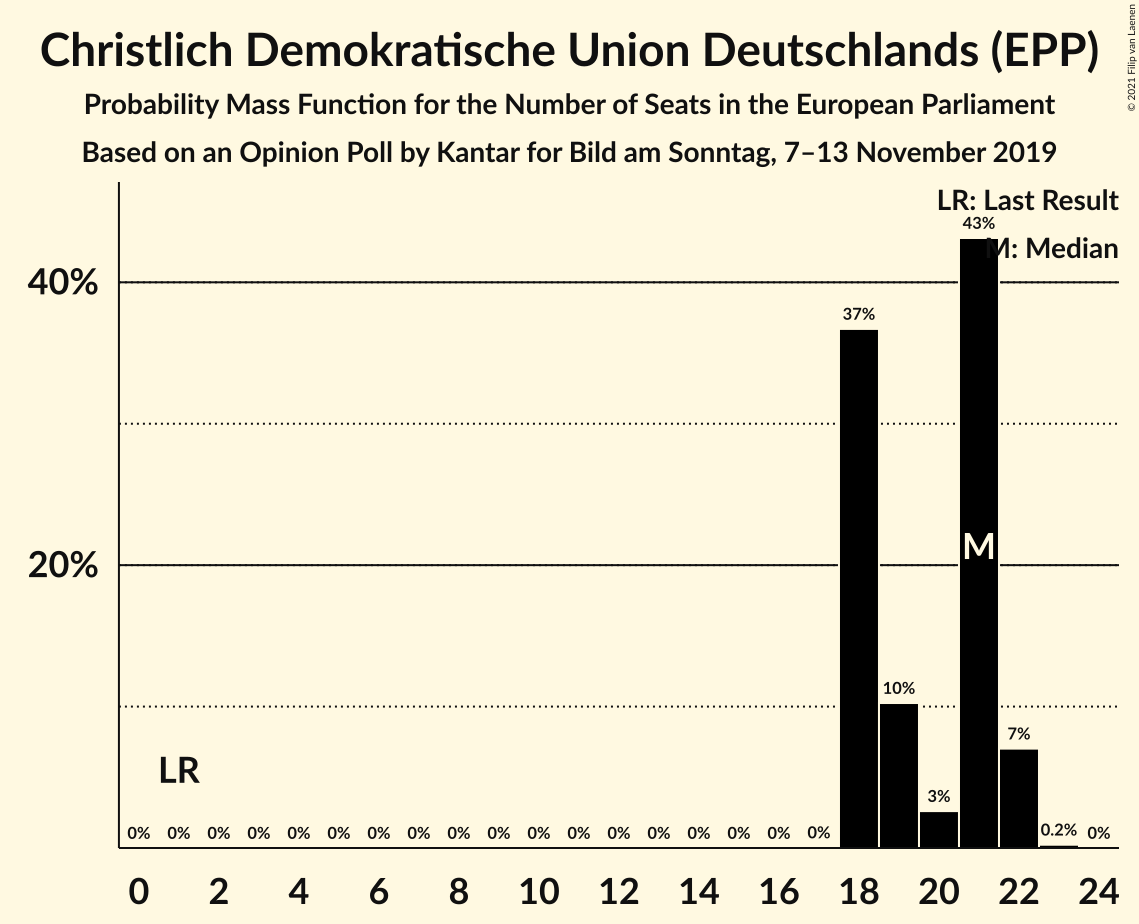 Christlich Demokratische Union Deutschlands (EPP)
Probability Mass Function for the Number of Seats in the European Parliament
Based on an Opinion Poll by Kantar for Bild am Sonntag, 7–13 November 2019
© 2021 Filip van Laenen
LR: Last Result
M: Median
43%
40%
37%
M
20%
10%
7%
LR
3%
0% 0% 0% 0% 0% 0% 0% 0% 0% 0% 0% 0% 0% 0% 0% 0% 0% 0% 0.2% 0%
0 2 4 6 8 10 12 14 16 18 20 22 24